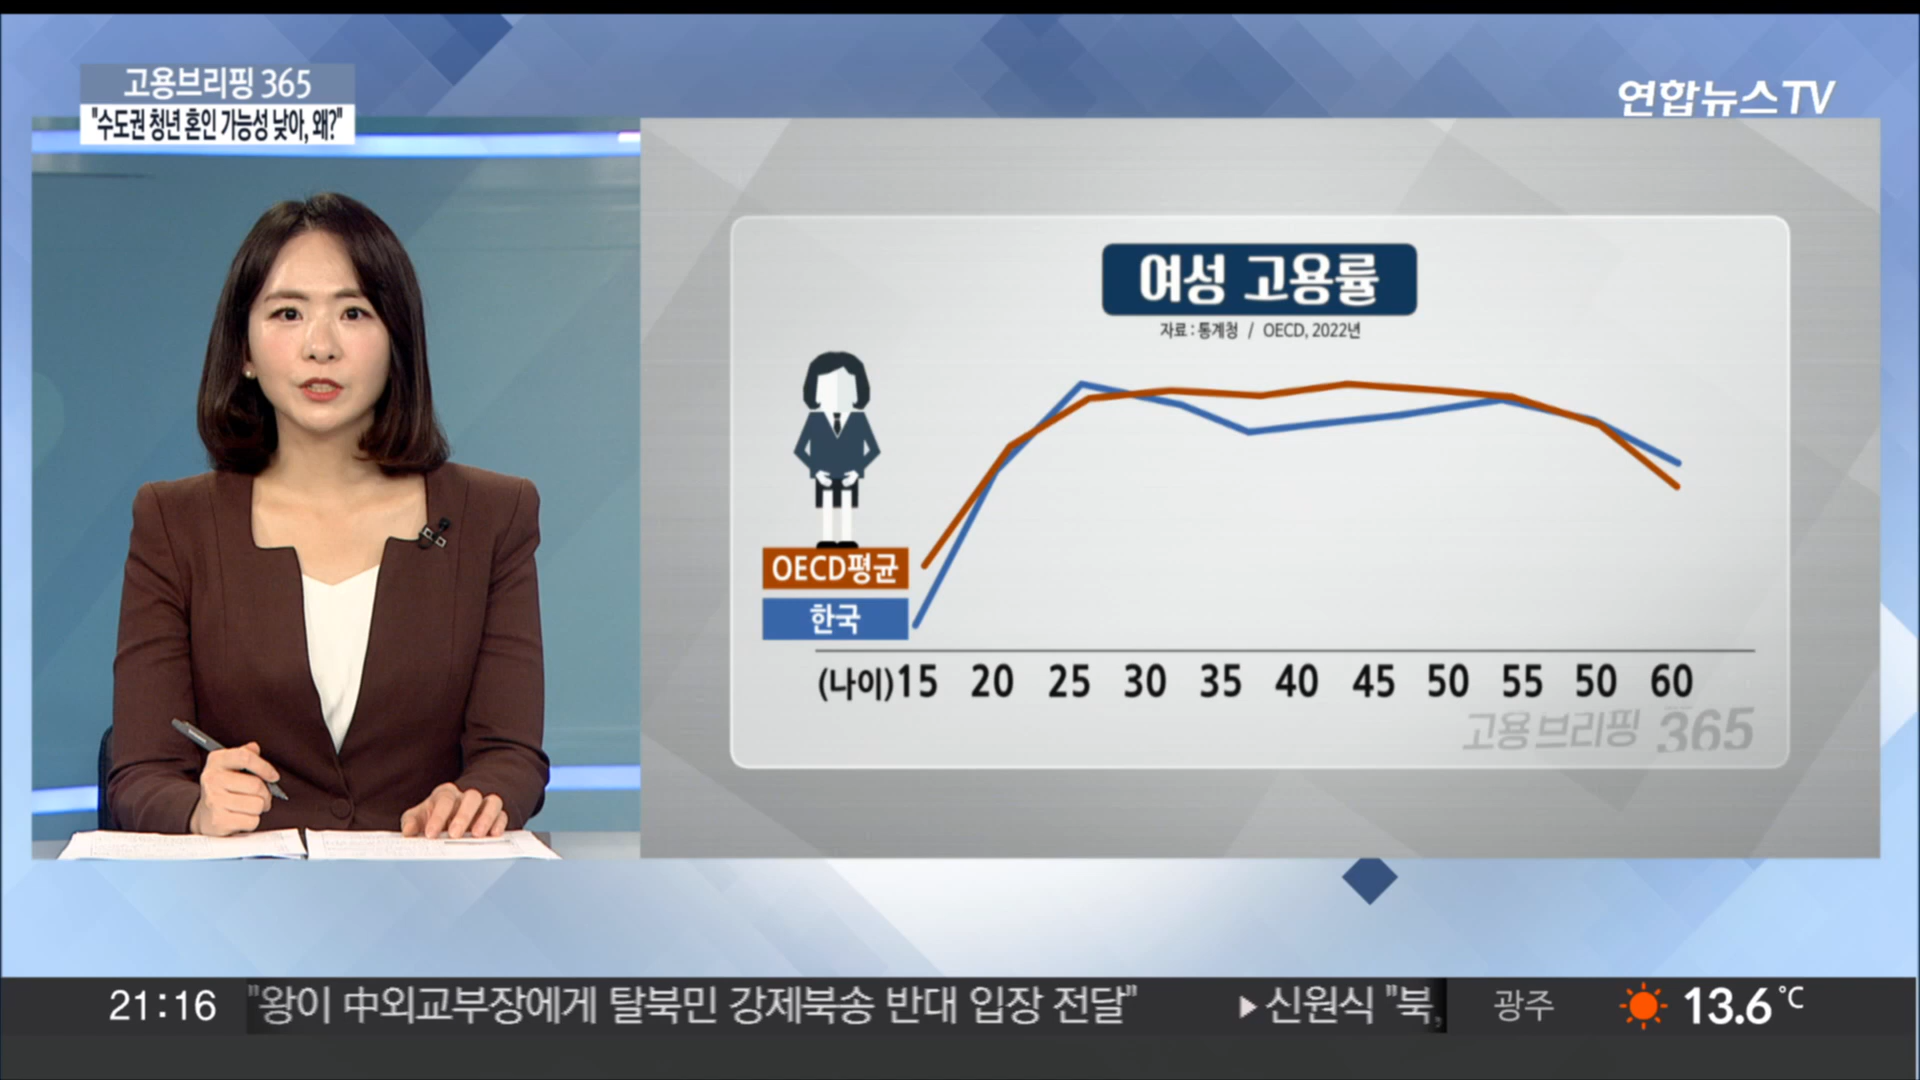 고용브리핑 365
"수도권 청년 혼인 가능성 낮아, 왜?"
연합뉴스TV
여성 고용률
자료 : 통계청 / OECD, 2022년
OECD평균
한국
(나이) 15 20 25 30 35 40 45 50 55 50 60
고용브리핑 365
21:16 "왕이 中외교부장에게 탈북민 강제북송 반대 입장 전달" ▶신원식 "북, 광주 13.6℃